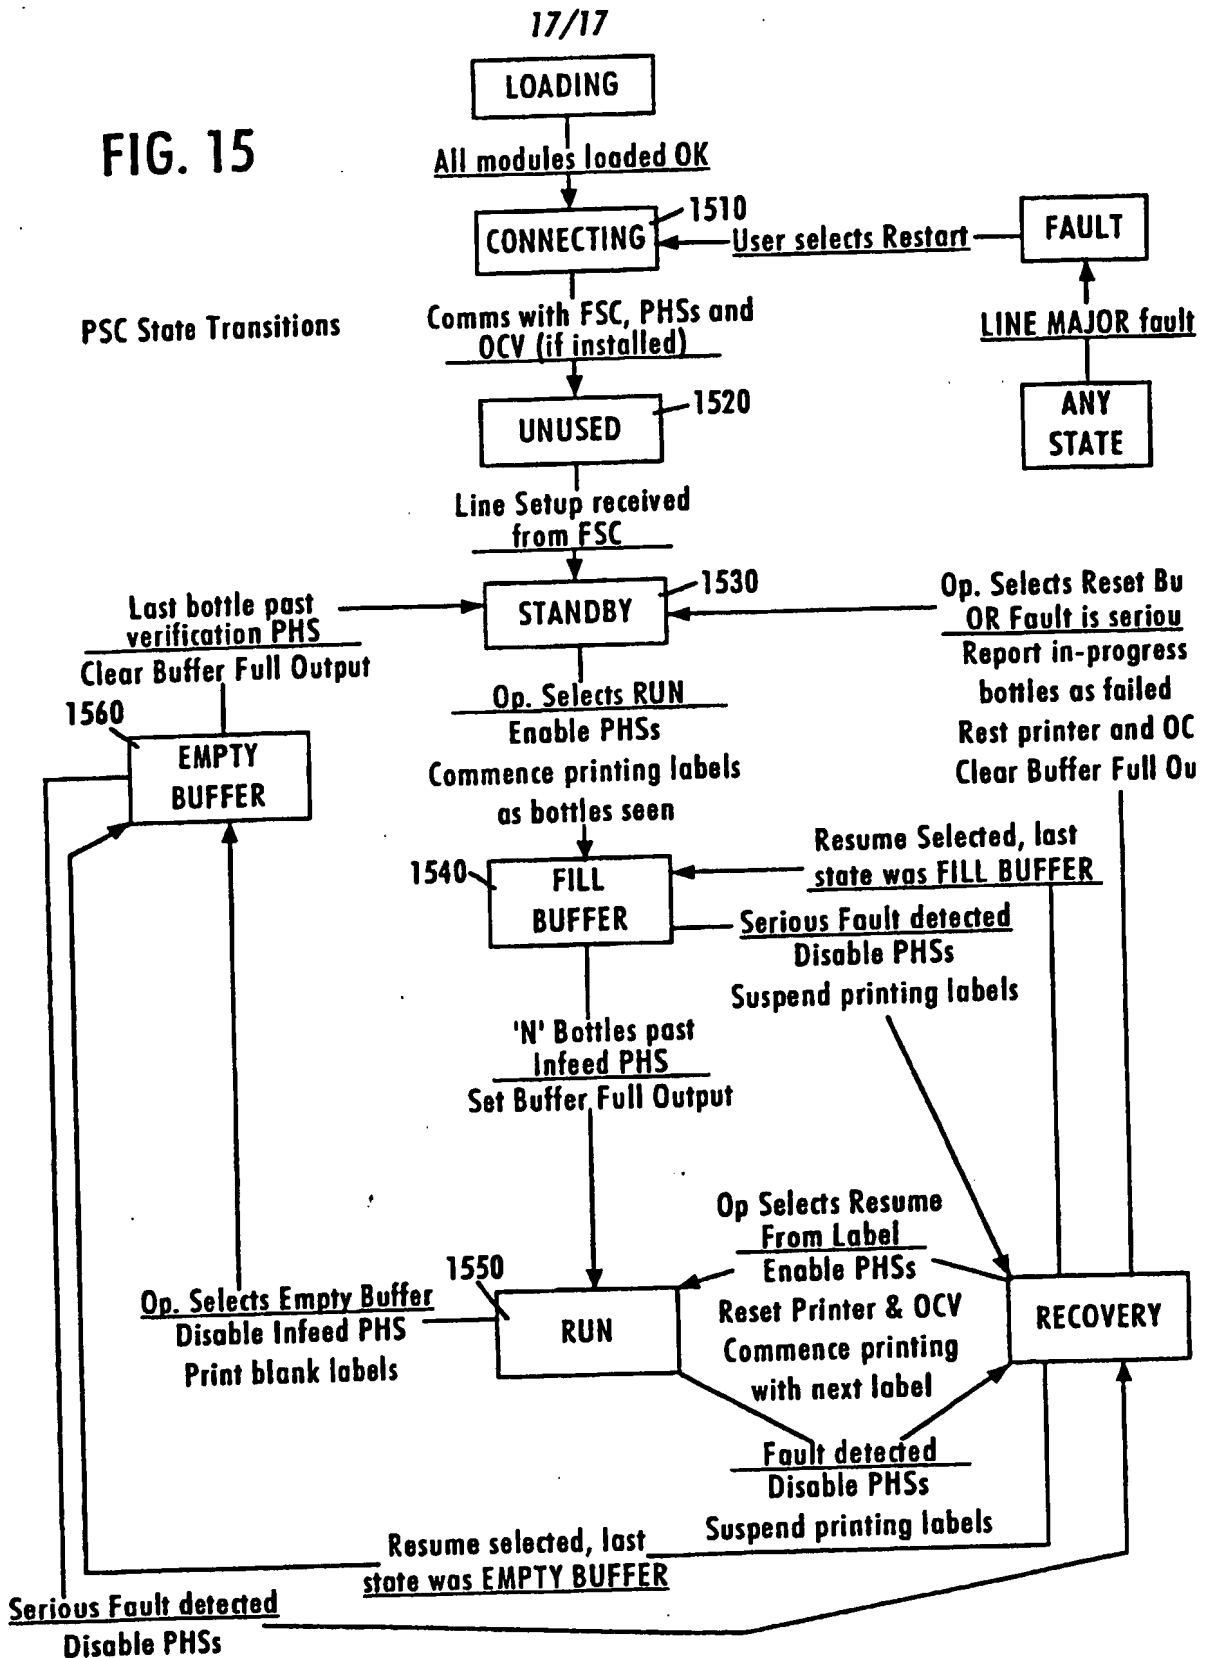 17/17
LOADING
FIG. 15
All modules loaded OK
1510
CONNECTING
User selects Restart
FAULT
PSC State Transitions
Comms with FSC, PHSs and
OCV (if installed)
LINE MAJOR fault
1520
UNUSED
ANY
STATE
Line Setup received
from FSC
1530
STANDBY
Last bottle past
verification PHS
Clear Buffer Full Output
Op. Selects Reset Bu
OR Fault is seriou
Report in-progress
bottles as failed
Rest printer and OC
Clear Buffer Full Ou
Op. Selects RUN
Enable PHSs
Commence printing labels
as bottles seen
1560
EMPTY
BUFFER
1540
FILL
BUFFER
Resume Selected, last
state was FILL BUFFER
Serious Fault detected
Disable PHSs
Suspend printing labels
'N' Bottles past
Infeed PHS
Set Buffer Full Output
Op Selects Resume
From Label
Enable PHSs
Reset Printer & OCV
Commence printing
with next label
1550
RUN
RECOVERY
Op. Selects Empty Buffer
Disable Infeed PHS
Print blank labels
Fault detected
Disable PHSs
Suspend printing labels
Resume selected, last
state was EMPTY BUFFER
Serious Fault detected
Disable PHSs